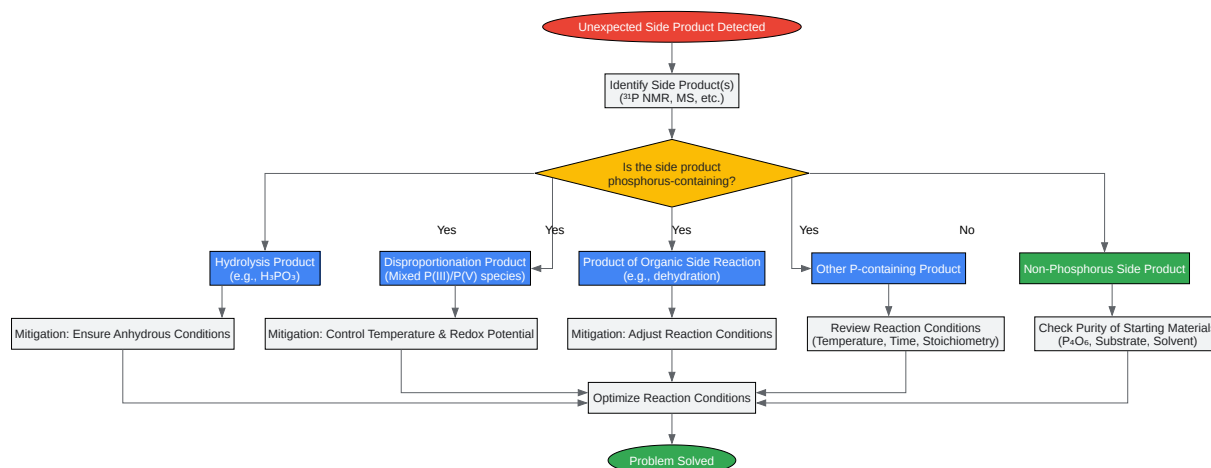 Unexpected Side Product Detected
Identify Side Product(s)
(³¹P NMR, MS, etc.)
Is the side product
phosphorus-containing?
Yes
Yes
Yes
Yes
No
Hydrolysis Product
(e.g., H₃PO₃)
Disproportionation Product
(Mixed P(III)/P(V) species)
Product of Organic Side Reaction
(e.g., dehydration)
Other P-containing Product
Non-Phosphorus Side Product
Mitigation: Ensure Anhydrous Conditions
Mitigation: Control Temperature & Redox Potential
Mitigation: Adjust Reaction Conditions
Review Reaction Conditions
(Temperature, Time, Stoichiometry)
Check Purity of Starting Materials
(P₄O₆, Substrate, Solvent)
Optimize Reaction Conditions
Problem Solved